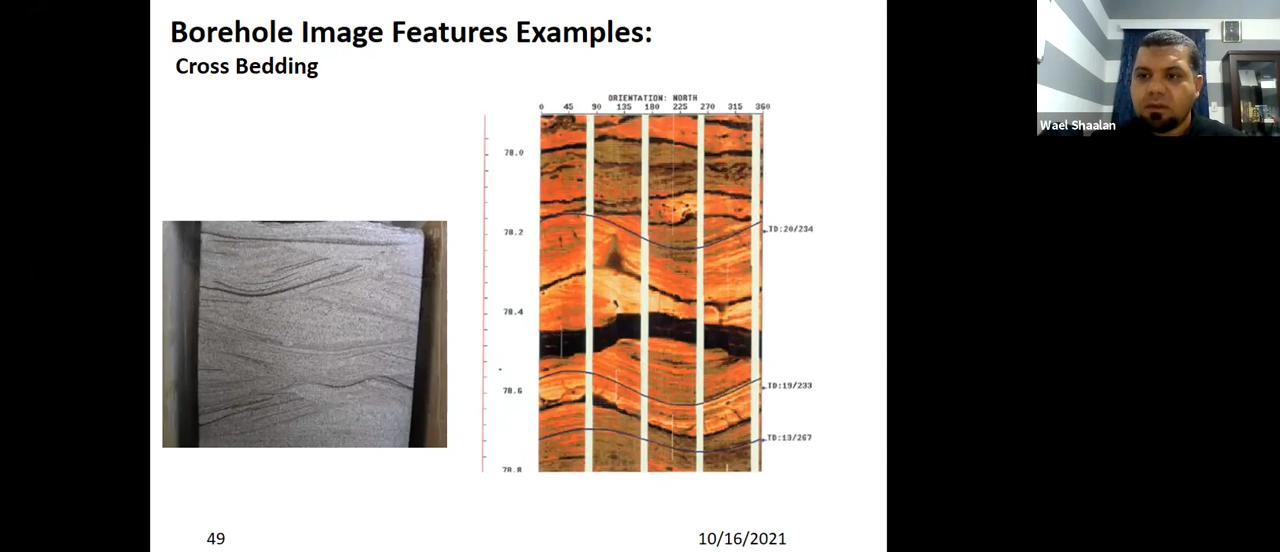 Borehole Image Features Examples:
Cross Bedding
ORIENTATION: NORTH
0 45 90 135 180 225 270 315 360
78.0
78.2
78.4
78.6
78.8
TD:20/234
TD:19/233
TD:13/267
49
10/16/2021
Wael Shaalan